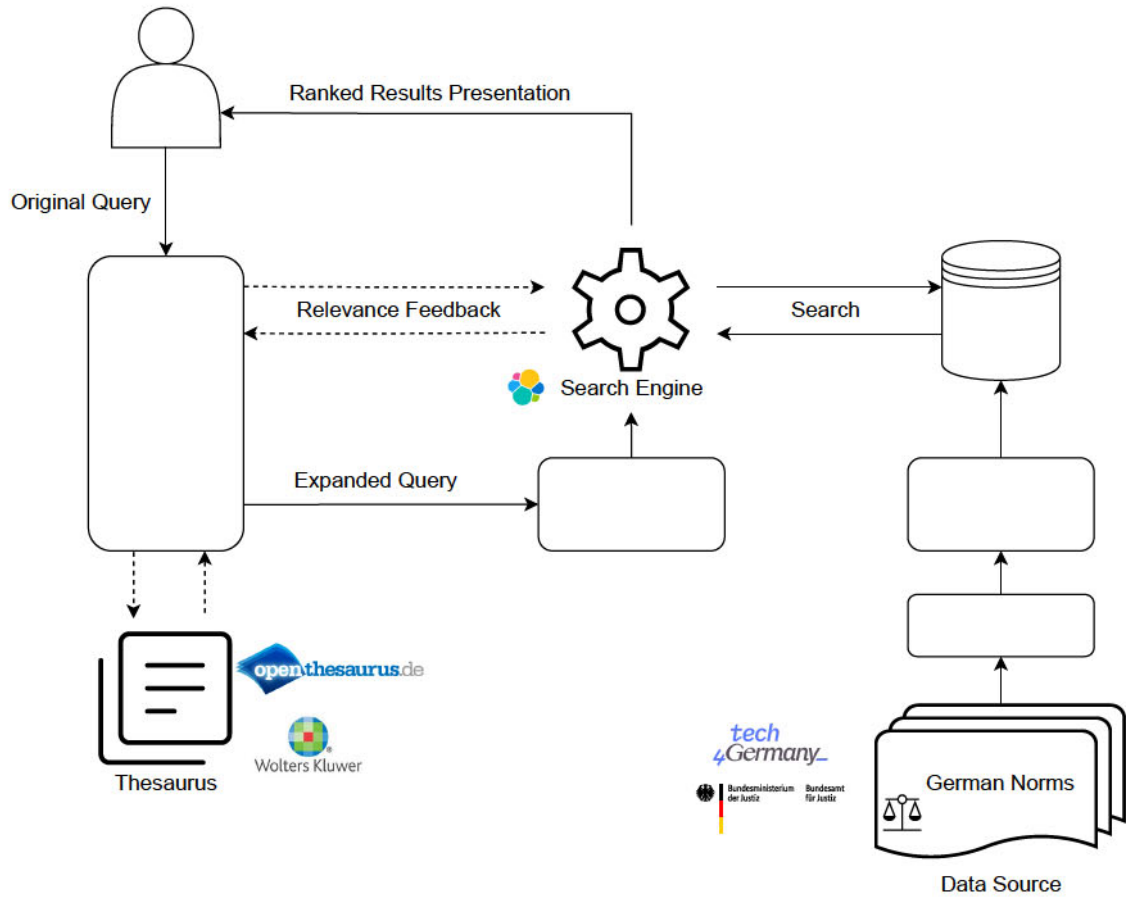 Ranked Results Presentation
Original Query
Relevance Feedback
Search
Search Engine
Expanded Query
openthesaurus.de
Wolters Kluwer
Thesaurus
tech
4Germany_
Bundesministerium
der Justiz
Bundesamt
für Justiz
German Norms
Data Source